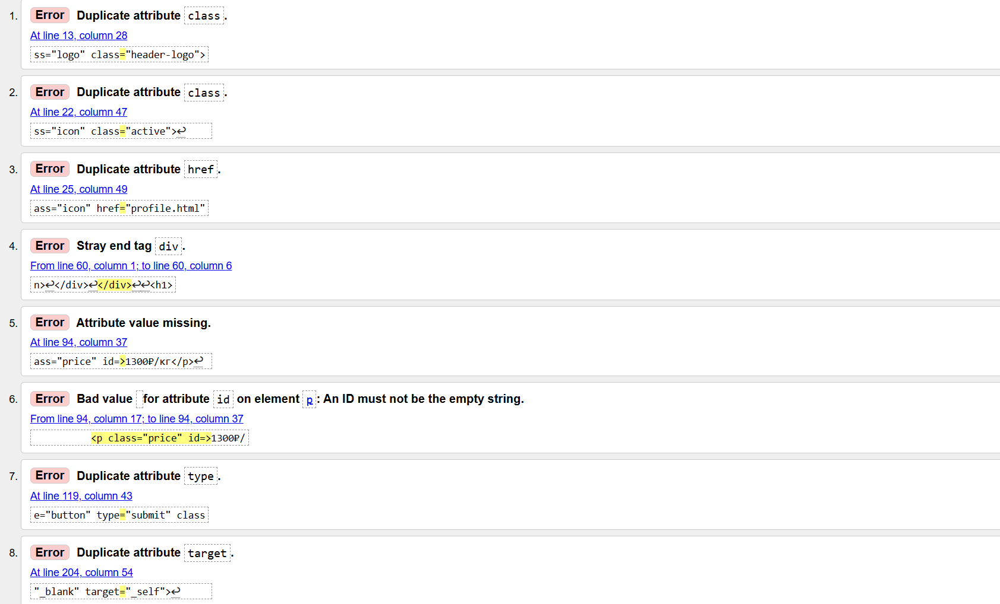 1. Error Duplicate attribute class.
At line 13, column 28
ss="logo" class="header-logo">
2. Error Duplicate attribute class.
At line 22, column 47
ss="icon" class="active">↩
3. Error Duplicate attribute href.
At line 25, column 49
ass="icon" href="profile.html"
4. Error Stray end tag div.
From line 60, column 1; to line 60, column 6
n>↩</div>↩</div>↩↩<h1>
5. Error Attribute value missing.
At line 94, column 37
ass="price" id=>1300₽/кг</p>↩
6. Error Bad value for attribute id on element p: An ID must not be the empty string.
From line 94, column 17; to line 94, column 37
<p class="price" id=>1300₽/
7. Error Duplicate attribute type.
At line 119, column 43
e="button" type="submit" class
8. Error Duplicate attribute target.
At line 204, column 54
"_blank" target="_self">↩